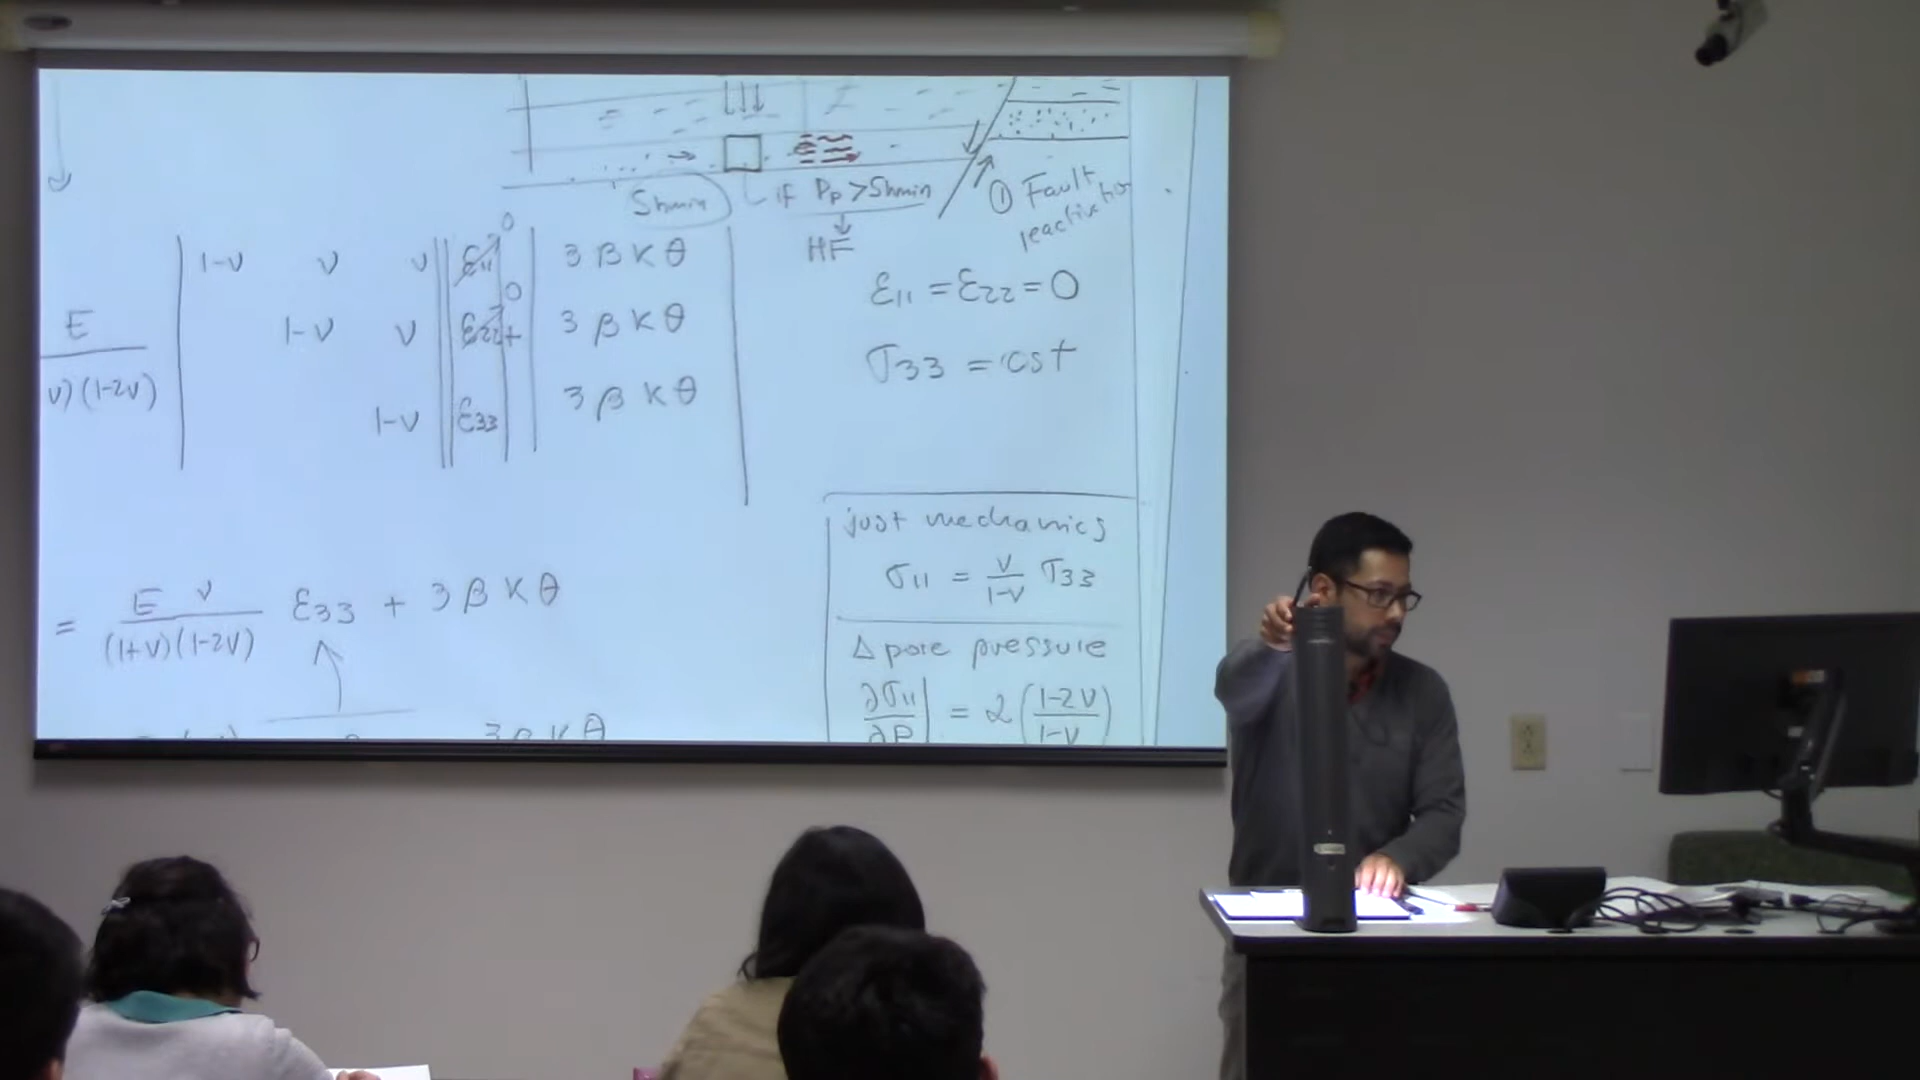 Shmin
if Pp > Shmin
↓
HF
① Fault
reactivatio
1-ν ν ν ε11 0 3 β K θ
E 1-ν ν ε22 0 + 3 β K θ
ν)(1-2ν)
1-ν ε33 3 β K θ
ε11 = ε22 = 0
σ33 = cst
just mechanics
σ11 = ν/1-ν σ33
Δ pore pressure
∂σ11/∂P | = α (1-2ν/1-ν)
= E ν/(1+ν)(1-2ν) ε33 + 3 β K θ
3 β K θ